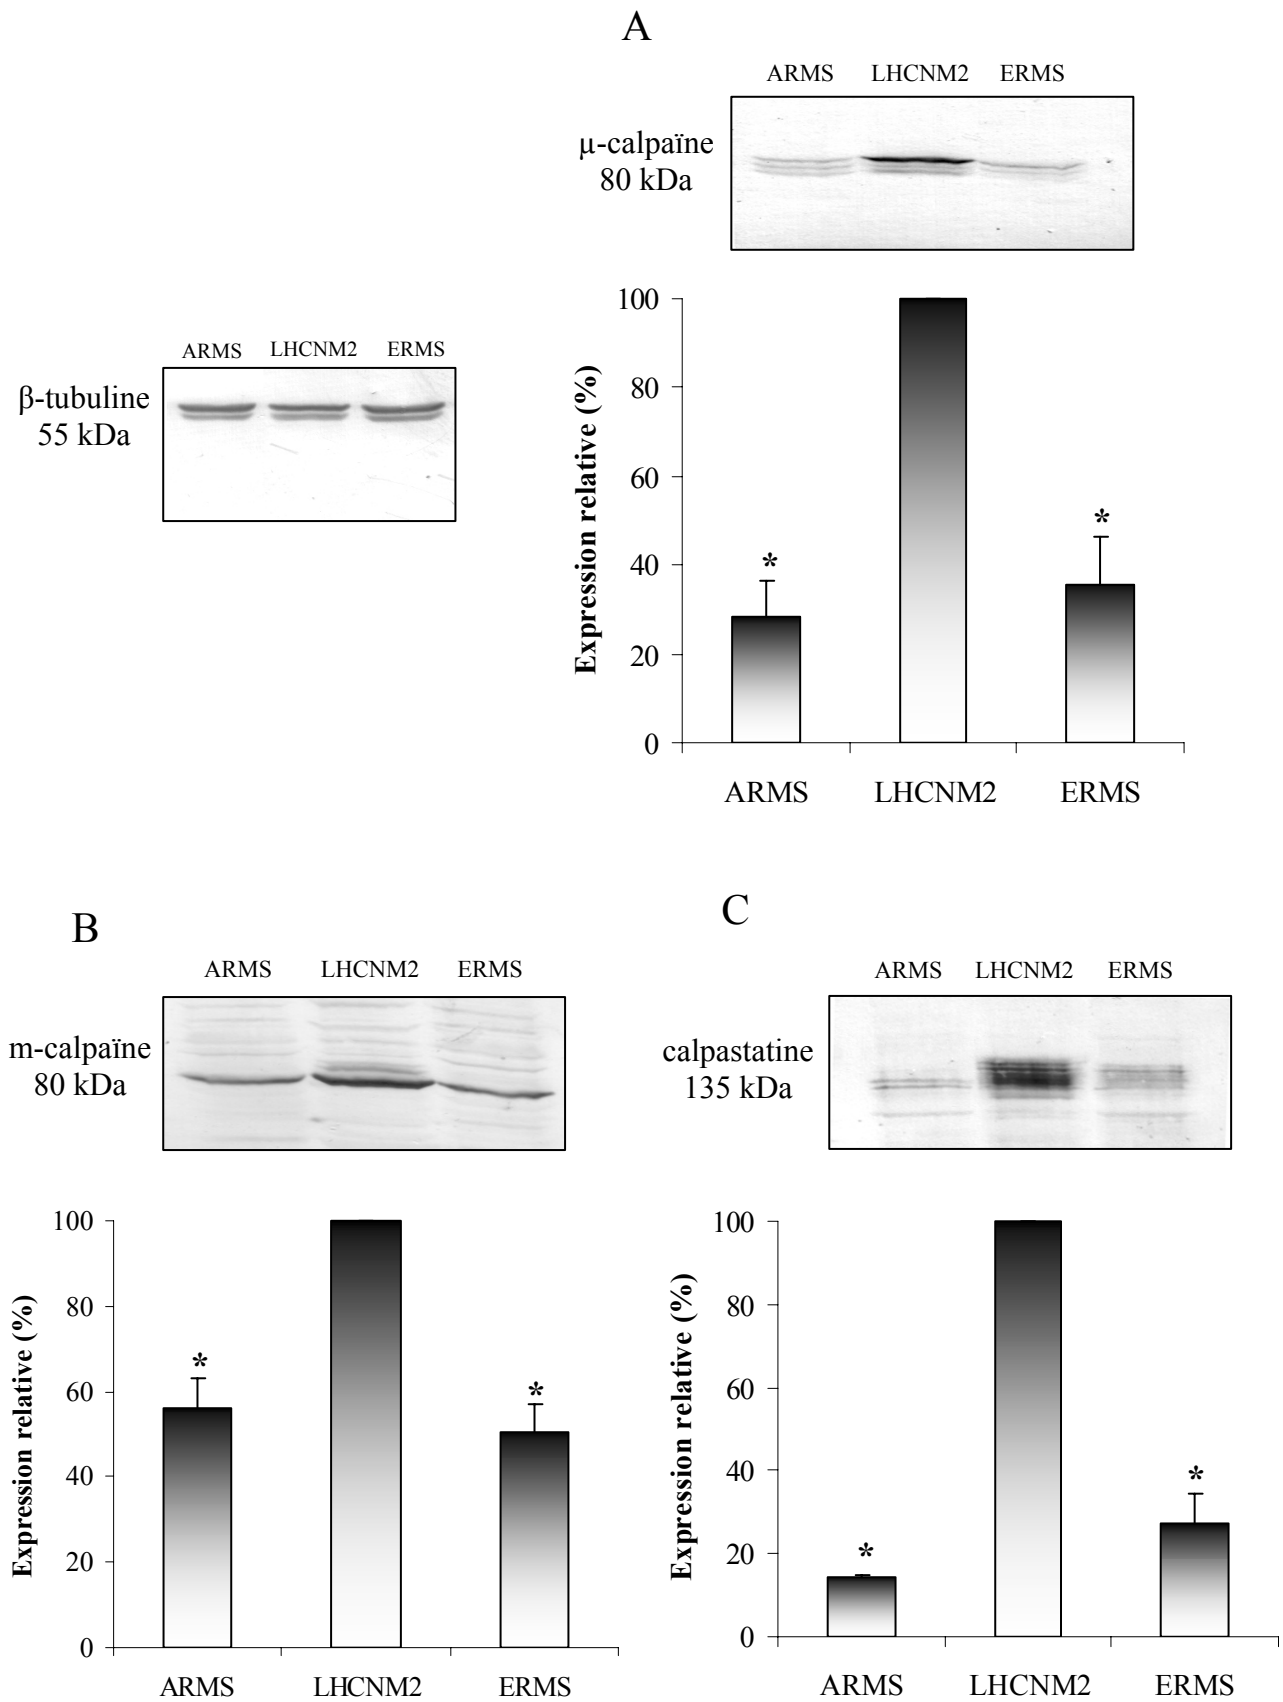 A
ARMS LHCNM2 ERMS
µ-calpaïne
80 kDa
ARMS LHCNM2 ERMS
β-tubuline
55 kDa
Expression relative (%)
100
80
60
40
20
0
*
*
ARMS LHCNM2 ERMS
B
ARMS LHCNM2 ERMS
m-calpaïne
80 kDa
Expression relative (%)
100
80
60
40
20
0
*
*
ARMS LHCNM2 ERMS
C
ARMS LHCNM2 ERMS
calpastatine
135 kDa
Expression relative (%)
100
80
60
40
20
0
*
*
ARMS LHCNM2 ERMS